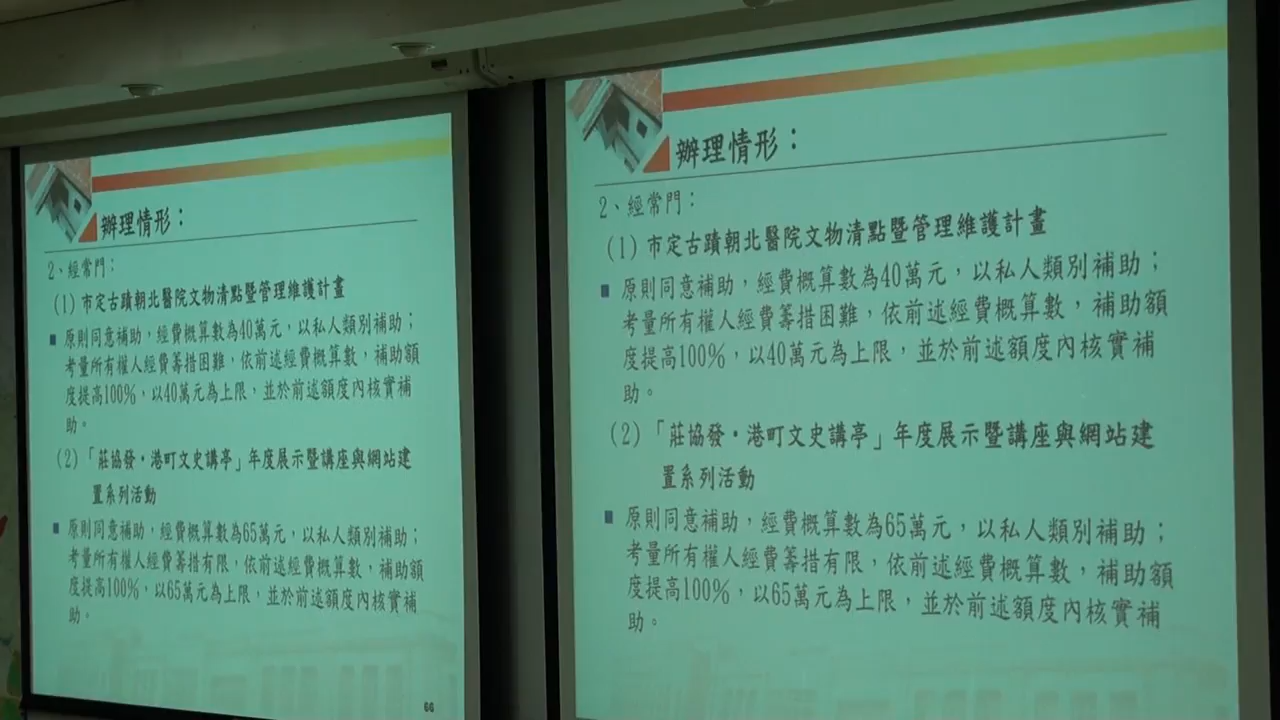 辦理情形：
2、經常門：
(1) 市定古蹟朝北醫院文物清點暨管理維護計畫
原則同意補助，經費概算數為40萬元，以私人類別補助；
考量所有權人經費籌措困難，依前述經費概算數，補助額
度提高100%，以40萬元為上限，並於前述額度內核實補
助。
(2)「莊協發·港町文史講亭」年度展示暨講座與網站建
置系列活動
原則同意補助，經費概算數為65萬元，以私人類別補助；
考量所有權人經費籌措有限，依前述經費概算數，補助額
度提高100%，以65萬元為上限，並於前述額度內核實補
助。
66
辦理情形：
2、經常門：
(1) 市定古蹟朝北醫院文物清點暨管理維護計畫
原則同意補助，經費概算數為40萬元，以私人類別補助；
考量所有權人經費籌措困難，依前述經費概算數，補助額
度提高100%，以40萬元為上限，並於前述額度內核實補
助。
(2)「莊協發·港町文史講亭」年度展示暨講座與網站建
置系列活動
原則同意補助，經費概算數為65萬元，以私人類別補助；
考量所有權人經費籌措有限，依前述經費概算數，補助額
度提高100%，以65萬元為上限，並於前述額度內核實補
助。